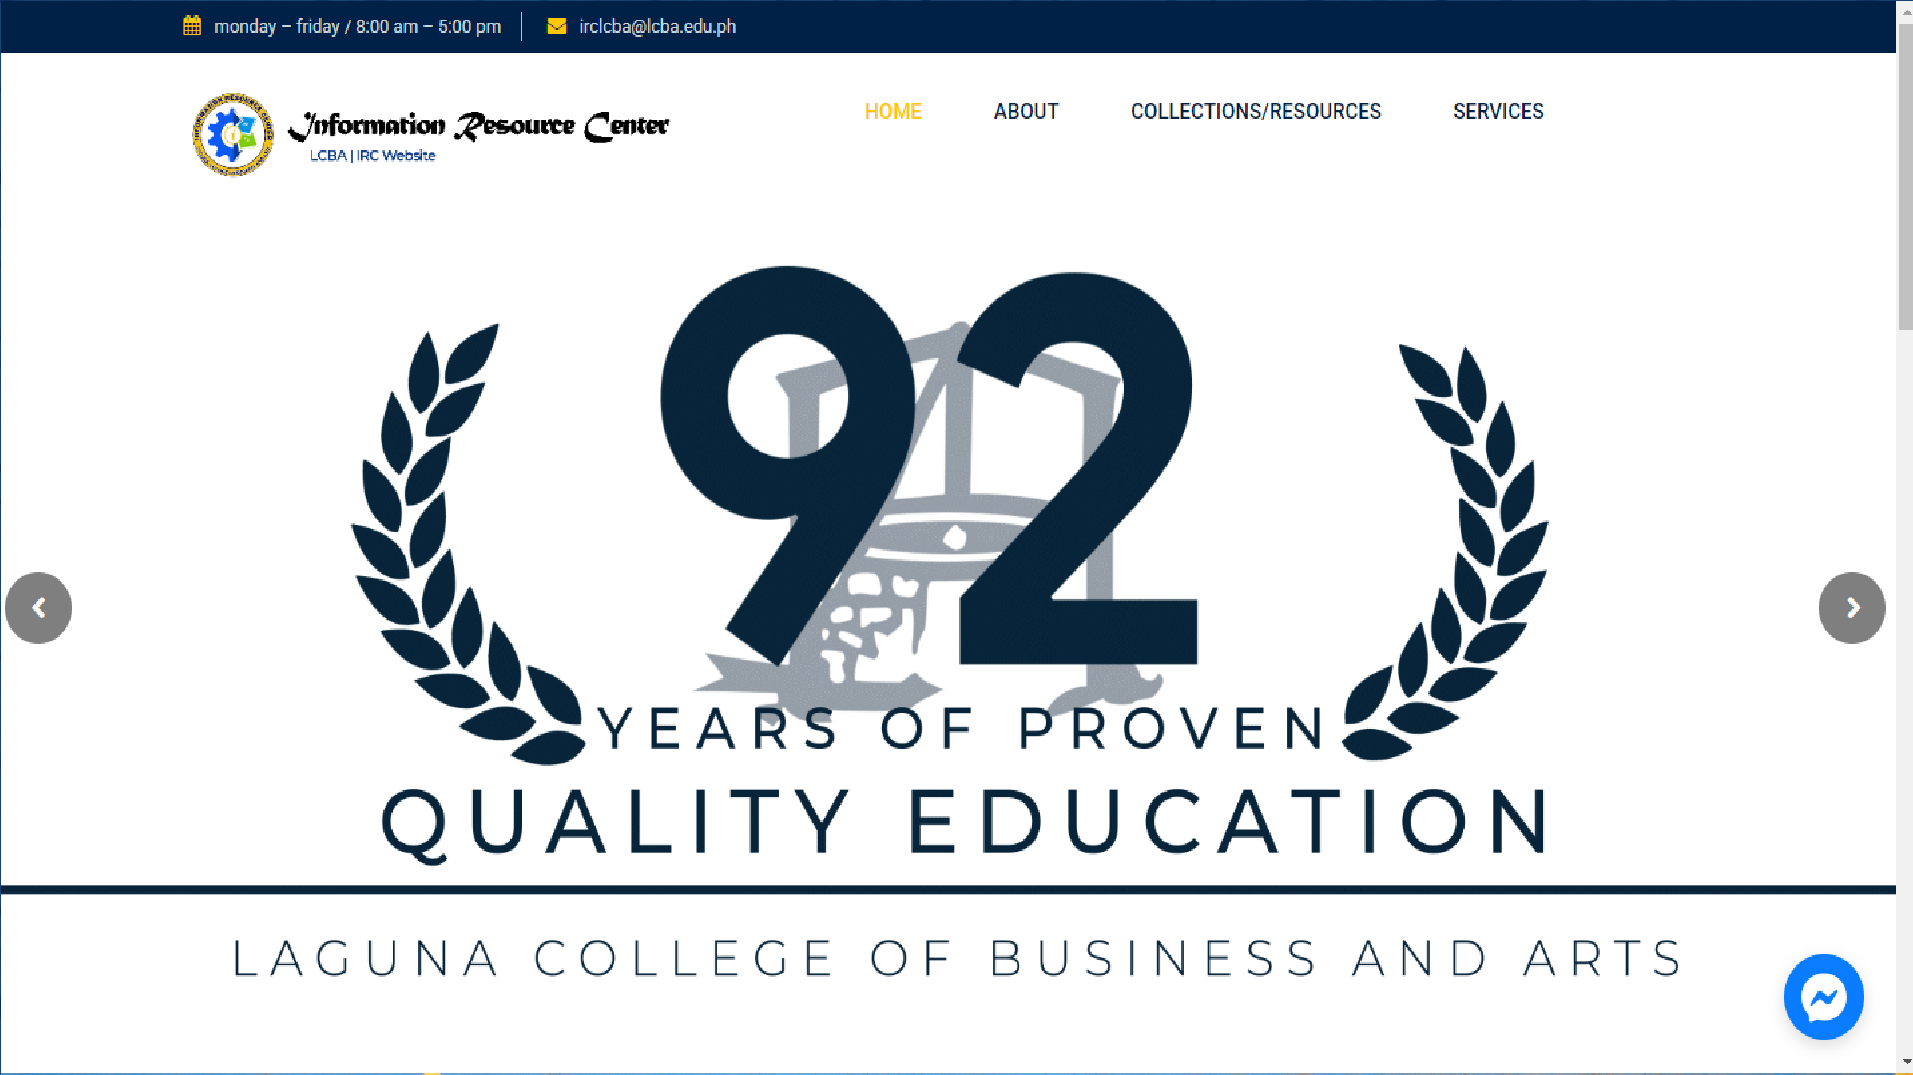 monday – friday / 8:00 am – 5:00 pm
irclcba@lcba.edu.ph
Information Resource Center
LCBA | IRC Website
HOME
ABOUT
COLLECTIONS/RESOURCES
SERVICES
92
YEARS OF PROVEN
QUALITY EDUCATION
LAGUNA COLLEGE OF BUSINESS AND ARTS